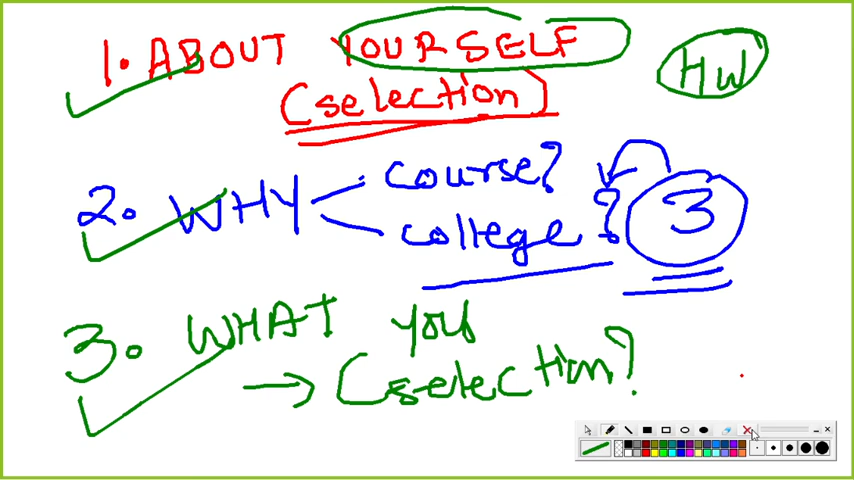 1. ABOUT YOURSELF
(selection)
HW
2. WHY course?
college ? 3
3. WHAT you
→ (selection?